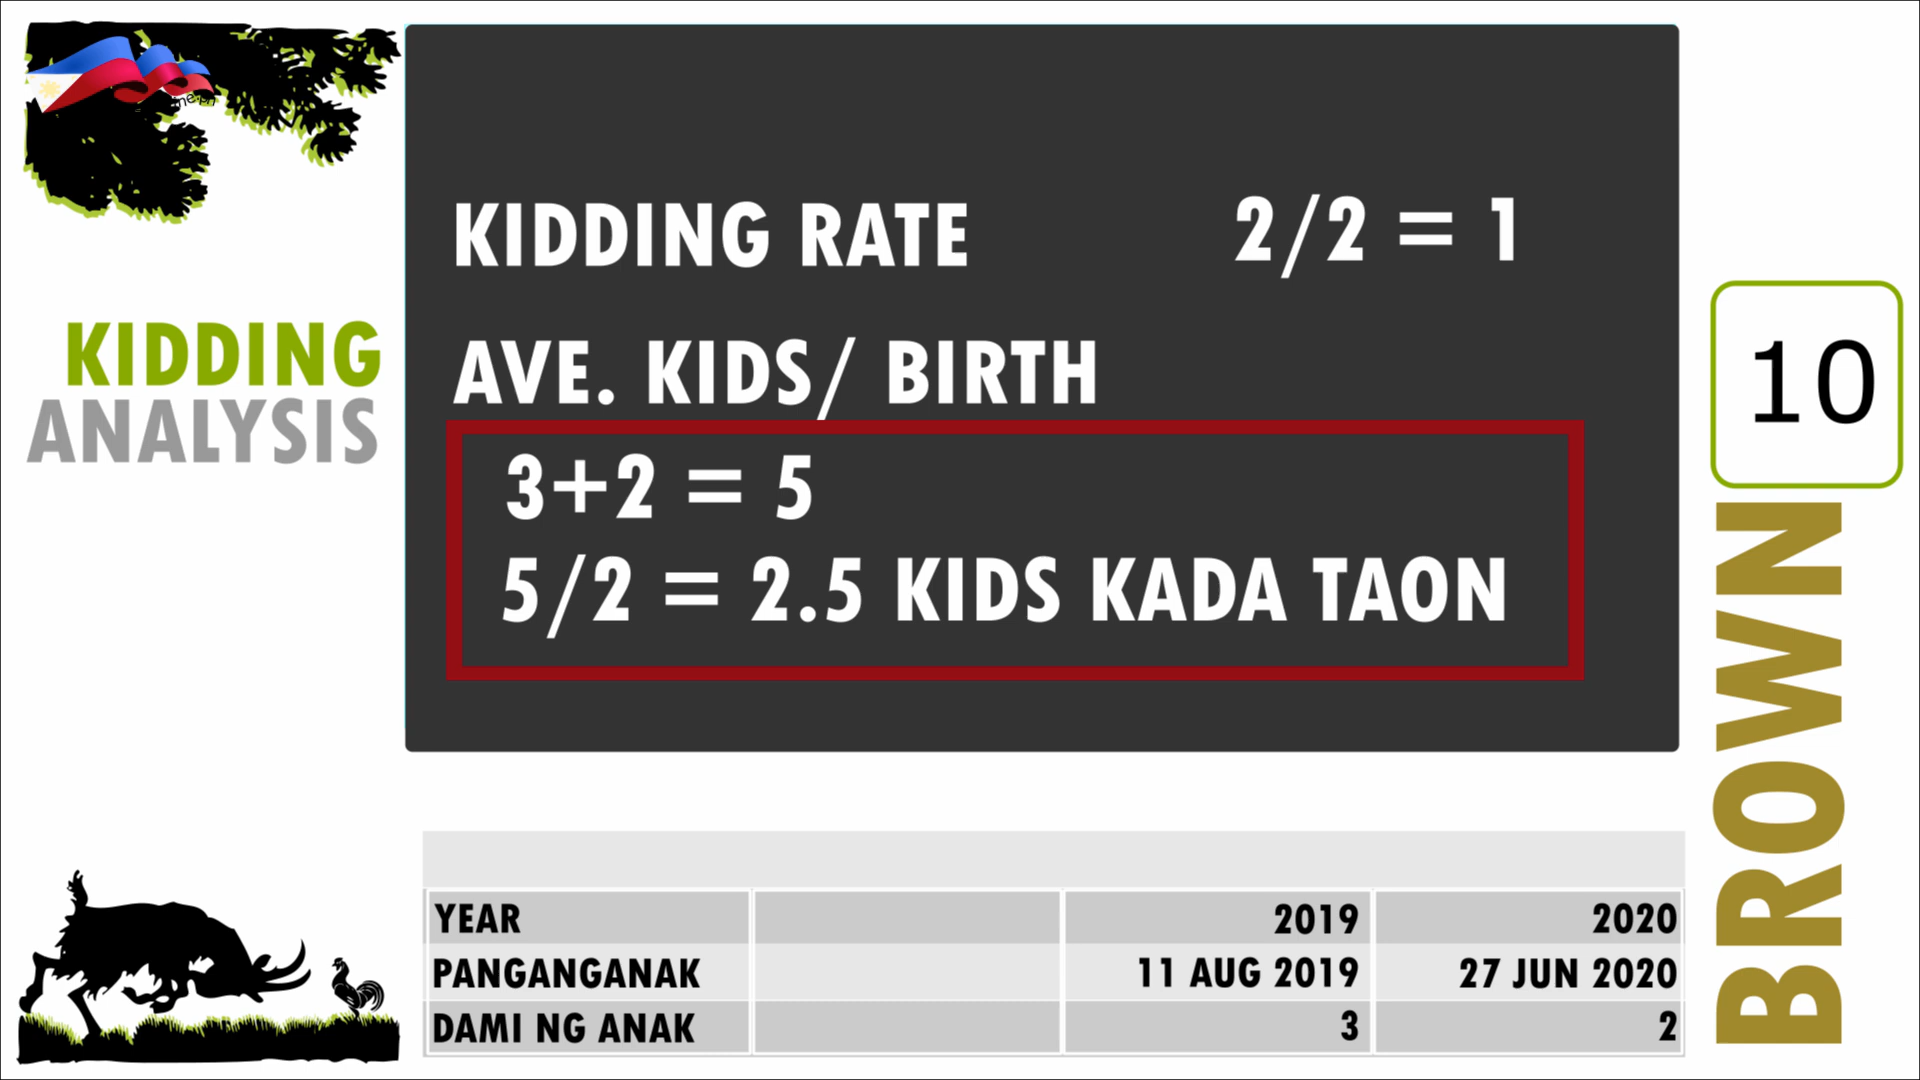 KIDDING
ANALYSIS
KIDDING RATE 2/2 = 1
AVE. KIDS/ BIRTH
3+2 = 5
5/2 = 2.5 KIDS KADA TAON
10
BROWN
YEAR 2019 2020
PANGANGANAK 11 AUG 2019 27 JUN 2020
DAMI NG ANAK 3 2